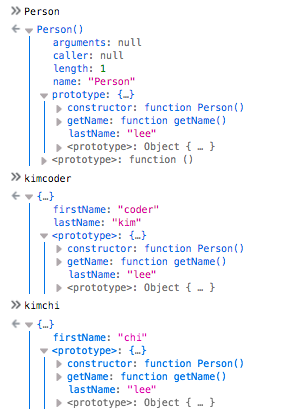 Person
Person()
arguments: null
caller: null
length: 1
name: "Person"
prototype: {…}
constructor: function Person()
getName: function getName()
lastName: "lee"
<prototype>: Object { … }
<prototype>: function ()
kimcoder
{…}
firstName: "coder"
lastName: "kim"
<prototype>: {…}
constructor: function Person()
getName: function getName()
lastName: "lee"
<prototype>: Object { … }
kimchi
{…}
firstName: "chi"
<prototype>: {…}
constructor: function Person()
getName: function getName()
lastName: "lee"
<prototype>: Object { … }